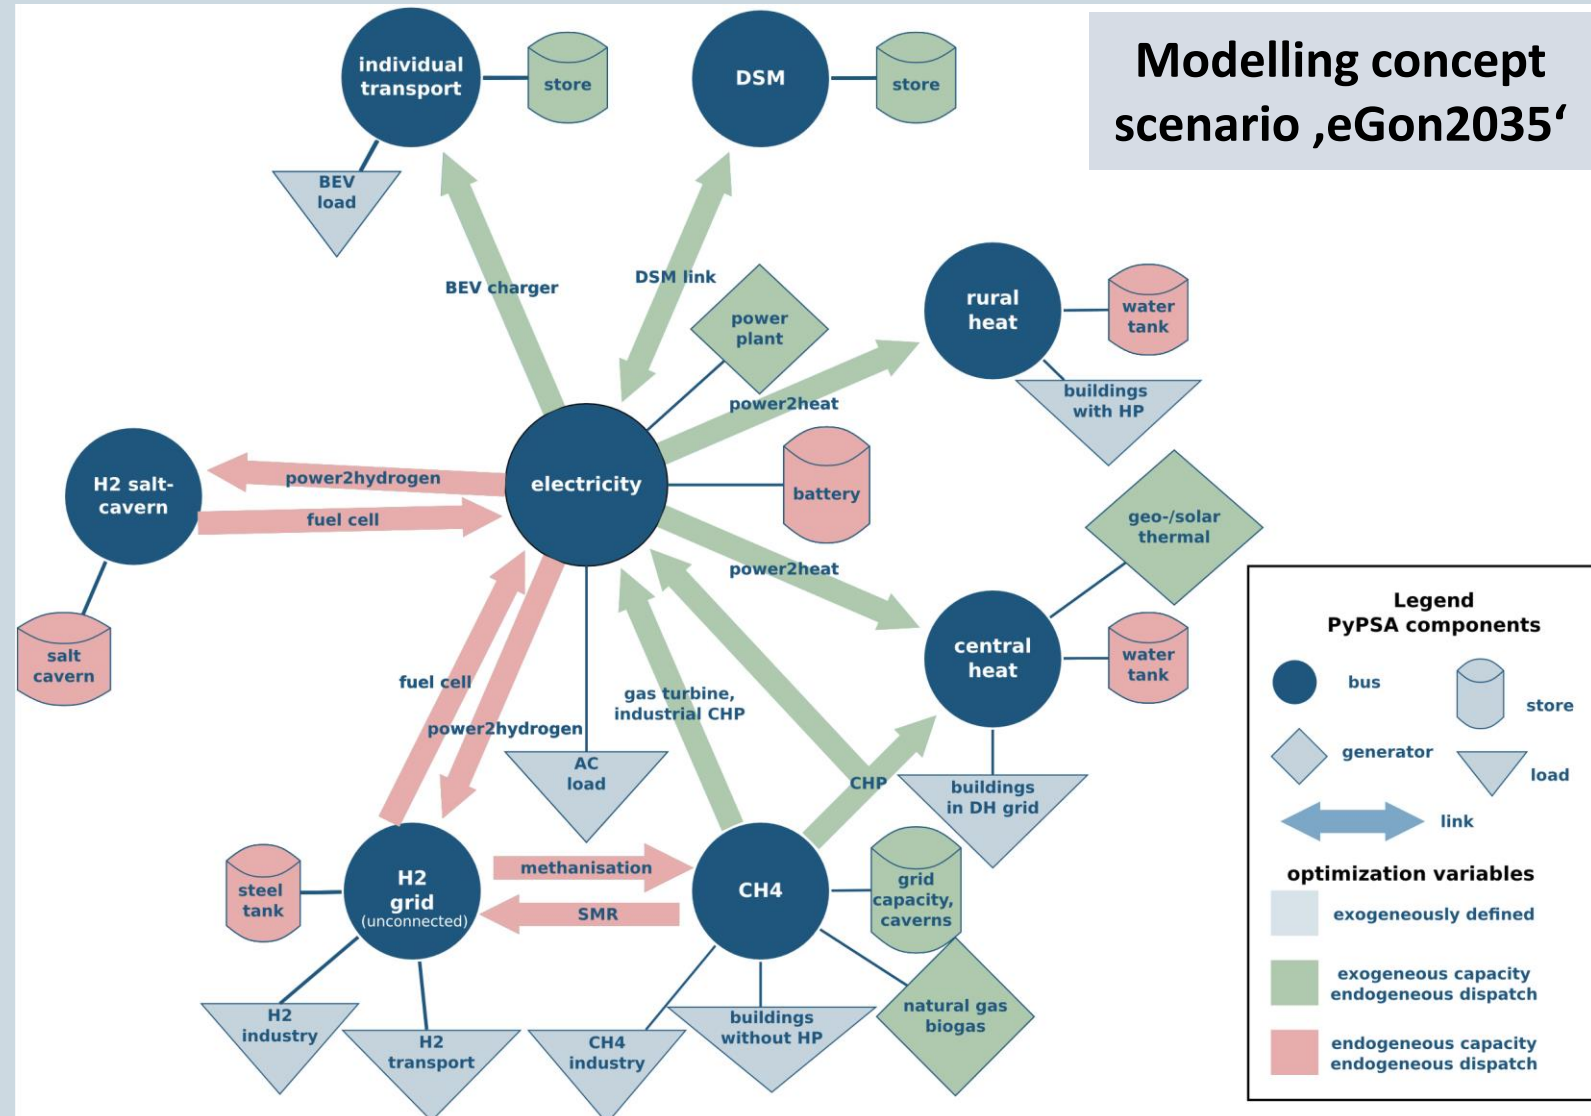 Modelling concept
scenario ‚eGon2035‘
individual
transport
store
DSM
store
BEV
load
BEV charger
DSM link
power
plant
rural
heat
water
tank
buildings
with HP
power2heat
H2 salt-
cavern
power2hydrogen
fuel cell
electricity
battery
geo-/solar
thermal
power2heat
salt
cavern
central
heat
water
tank
fuel cell
power2hydrogen
gas turbine,
industrial CHP
AC
load
CHP
buildings
in DH grid
steel
tank
H2
grid
(unconnected)
methanisation
SMR
CH4
grid
capacity,
caverns
H2
industry
H2
transport
CH4
industry
buildings
without HP
natural gas
biogas
Legend
PyPSA components
bus
store
generator
load
link
optimization variables
exogeneously defined
exogeneous capacity
endogeneous dispatch
endogeneous capacity
endogeneous dispatch